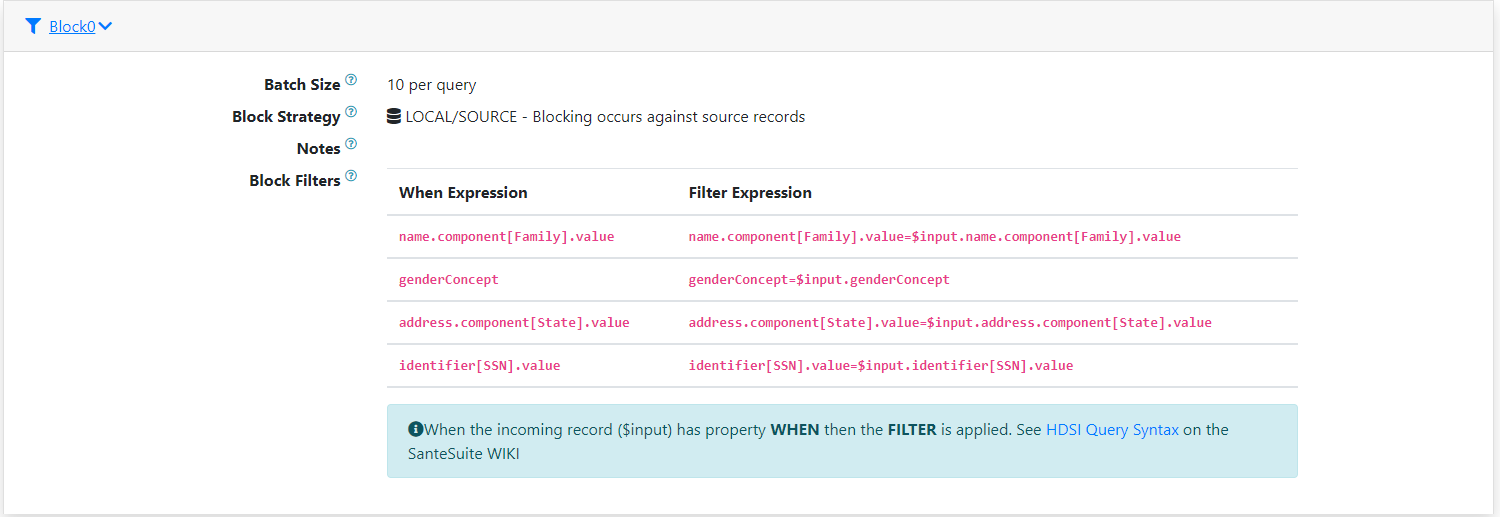 Block0
Batch Size ?
10 per query
Block Strategy ?
LOCAL/SOURCE - Blocking occurs against source records
Notes ?
Block Filters ?
When Expression Filter Expression
name.component[Family].value name.component[Family].value=$input.name.component[Family].value
genderConcept genderConcept=$input.genderConcept
address.component[State].value address.component[State].value=$input.address.component[State].value
identifier[SSN].value identifier[SSN].value=$input.identifier[SSN].value
When the incoming record ($input) has property WHEN then the FILTER is applied. See HDSI Query Syntax on the
SanteSuite WIKI